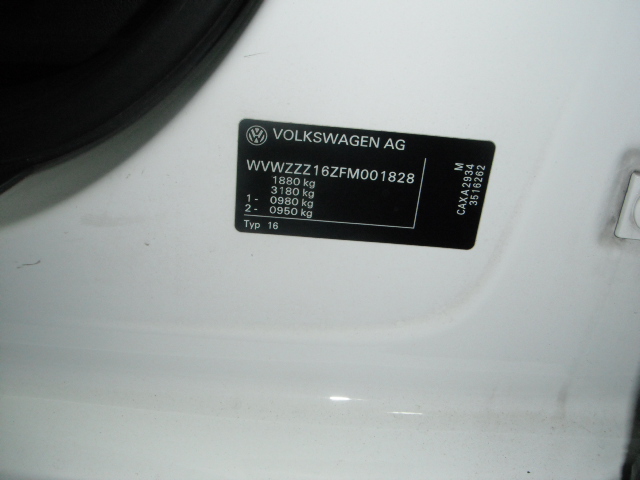 VOLKSWAGEN AG
WVWZZZ16ZFM001828
1880 kg
3180 kg
1 - 0980 kg
2 - 0950 kg
Typ 16
M
CAXA2934
3516262